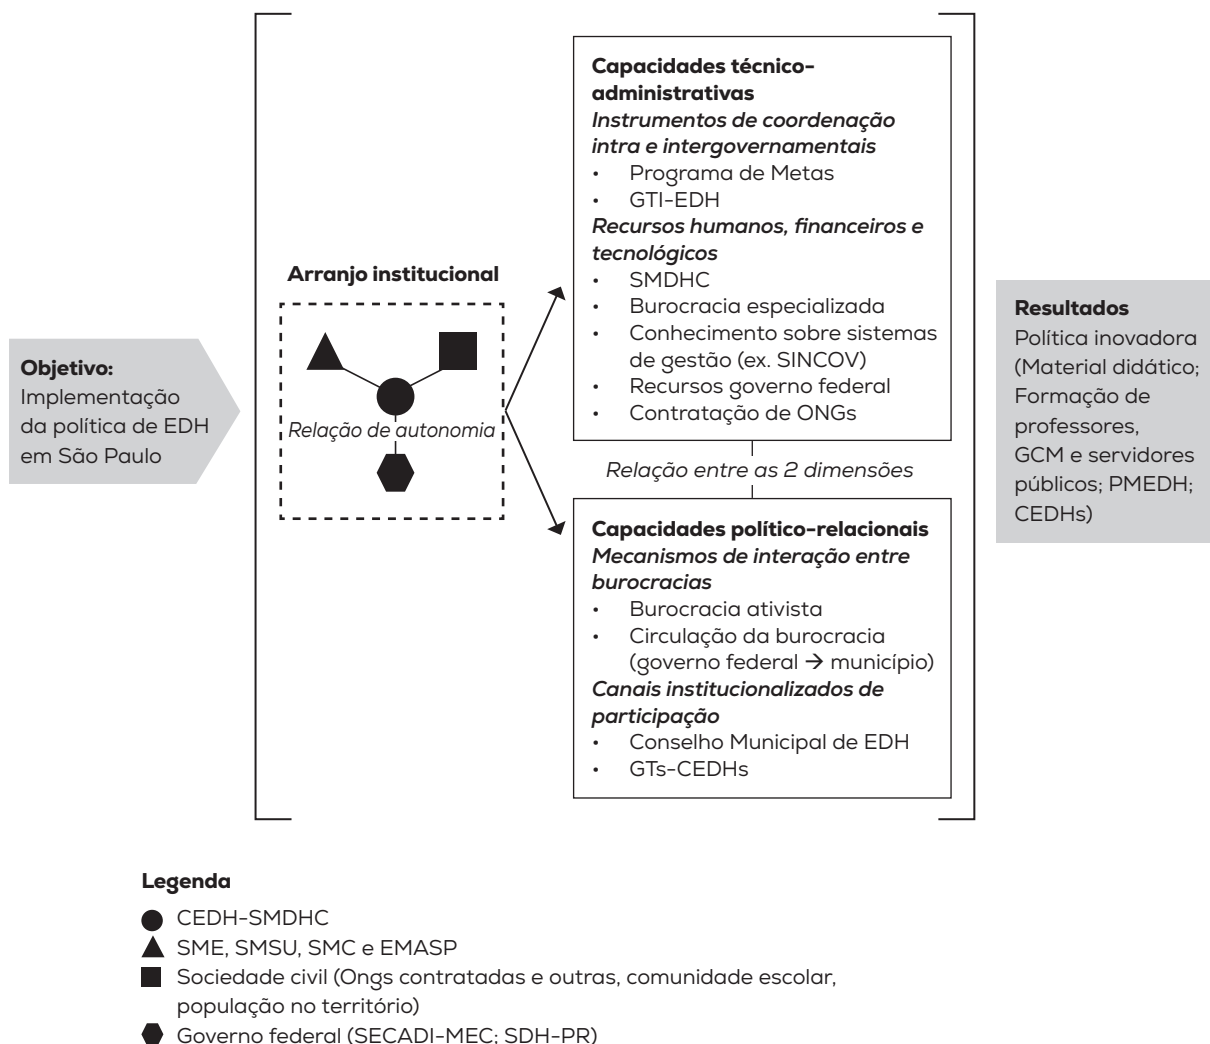 Objetivo:
Implementação
da política de EDH
em São Paulo
Arranjo institucional
Relação de autonomia
Capacidades técnico-
administrativas
Instrumentos de coordenação
intra e intergovernamentais
• Programa de Metas
• GTI-EDH
Recursos humanos, financeiros e
tecnológicos
• SMDHC
• Burocracia especializada
• Conhecimento sobre sistemas
de gestão (ex. SINCOV)
• Recursos governo federal
• Contratação de ONGs
Relação entre as 2 dimensões
Capacidades político-relacionais
Mecanismos de interação entre
burocracias
• Burocracia ativista
• Circulação da burocracia
(governo federal → município)
Canais institucionalizados de
participação
• Conselho Municipal de EDH
• GTs-CEDHs
Resultados
Política inovadora
(Material didático;
Formação de
professores,
GCM e servidores
públicos; PMEDH;
CEDHs)
Legenda
CEDH-SMDHC
SME, SMSU, SMC e EMASP
Sociedade civil (Ongs contratadas e outras, comunidade escolar,
população no território)
Governo federal (SECADI-MEC; SDH-PR)